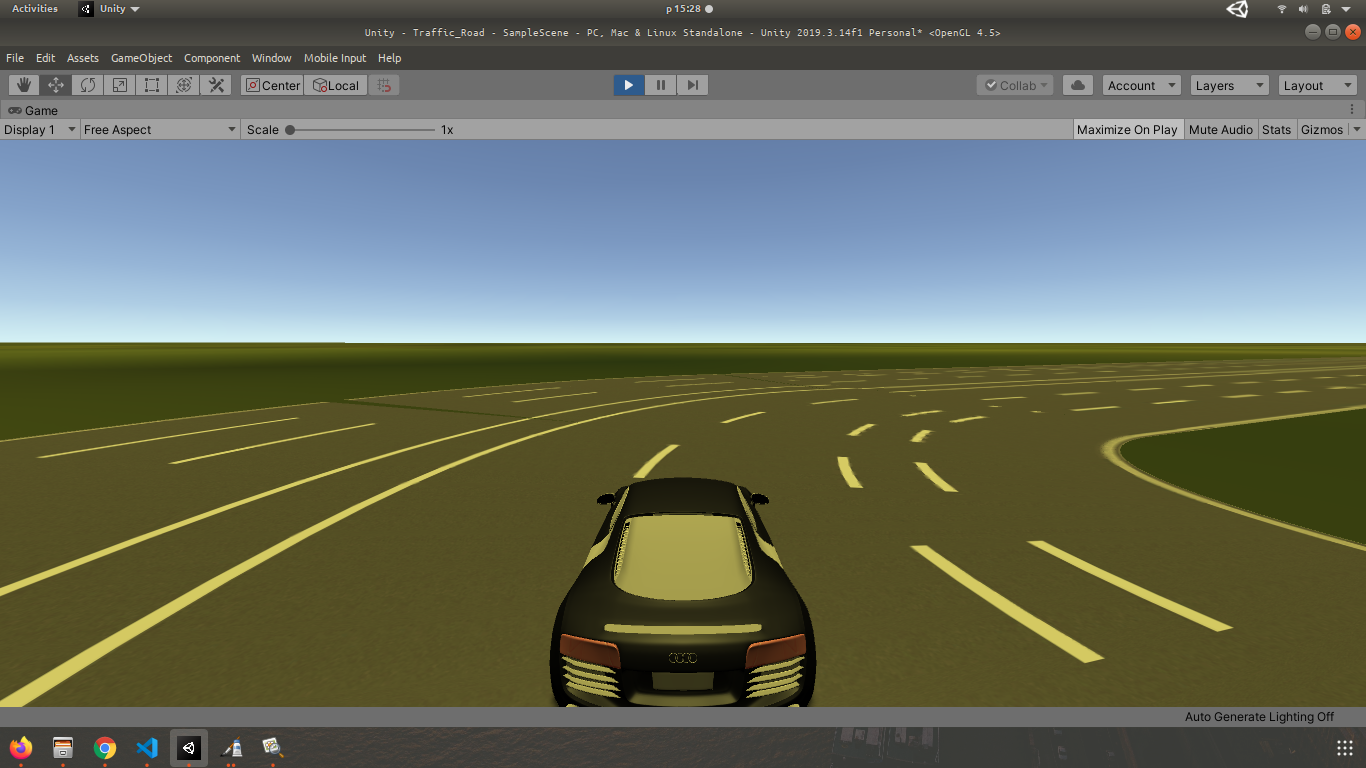 Activities Unity p 15:28
Unity - Traffic_Road - SampleScene - PC, Mac & Linux Standalone - Unity 2019.3.14f1 Personal* <OpenGL 4.5>
File Edit Assets GameObject Component Window Mobile Input Help
Center Local Collab Account Layers Layout
Game
Display 1 Free Aspect Scale 1x Maximize On Play Mute Audio Stats Gizmos
Auto Generate Lighting Off